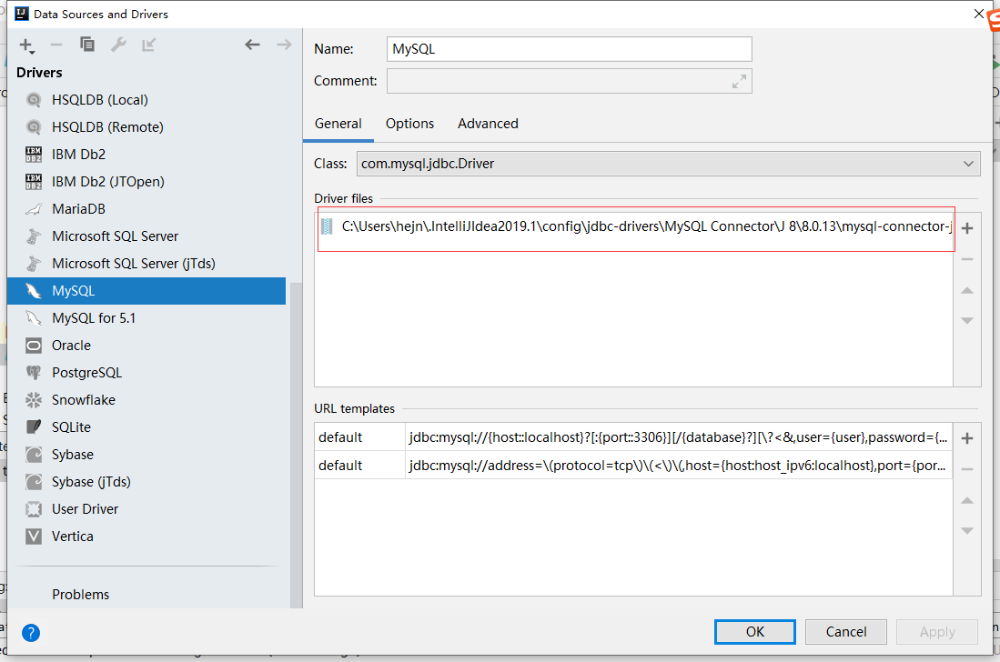 Data Sources and Drivers
Drivers
HSQLDB (Local)
HSQLDB (Remote)
IBM Db2
IBM Db2 (JTOpen)
MariaDB
Microsoft SQL Server
Microsoft SQL Server (jTds)
MySQL
MySQL for 5.1
Oracle
PostgreSQL
Snowflake
SQLite
Sybase
Sybase (jTds)
User Driver
Vertica
Problems
Name: MySQL
Comment:
General Options Advanced
Class: com.mysql.jdbc.Driver
Driver files
C:\Users\hejn\.IntelliJIdea2019.1\config\jdbc-drivers\MySQL Connector\J 8\8.0.13\mysql-connector-j
URL templates
default jdbc:mysql://{host::localhost}?[:{port::3306}][/{database}?][\?<&,user={user},password={...
default jdbc:mysql://address=\(protocol=tcp\)\(<\)\(,host={host:host_ipv6:localhost},port={por...
? OK Cancel Apply